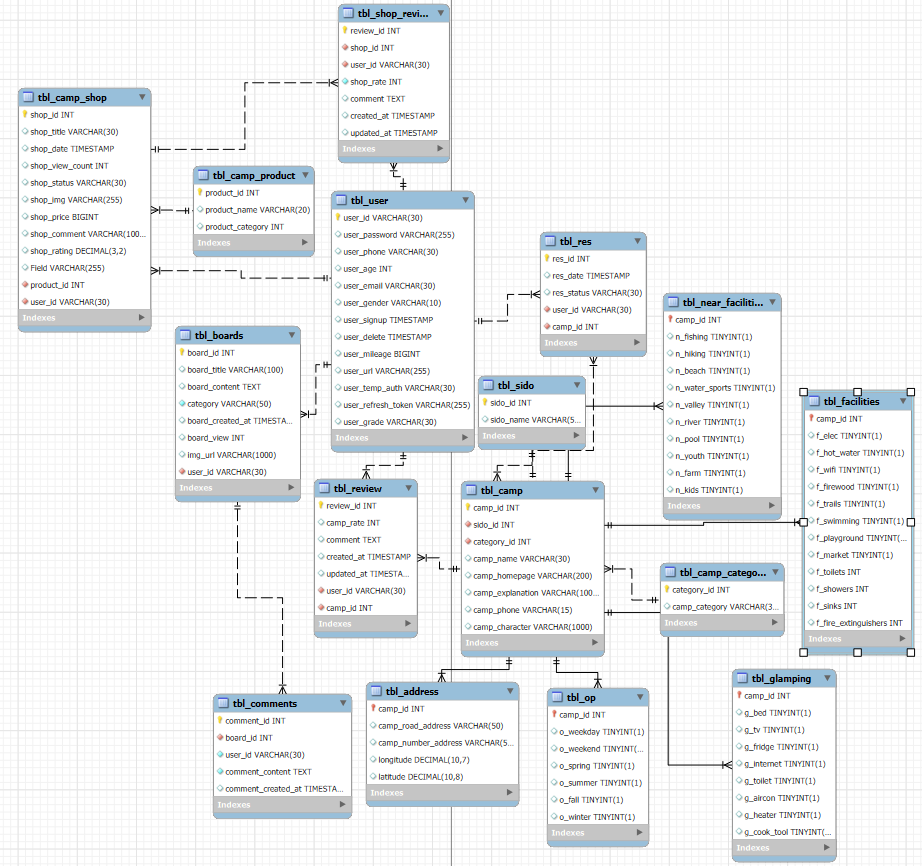 tbl_shop_revi...
review_id INT
shop_id INT
user_id VARCHAR(30)
shop_rate INT
comment TEXT
created_at TIMESTAMP
updated_at TIMESTAMP
Indexes
tbl_camp_shop
shop_id INT
shop_title VARCHAR(30)
shop_date TIMESTAMP
shop_view_count INT
shop_status VARCHAR(30)
shop_img VARCHAR(255)
shop_price BIGINT
shop_comment VARCHAR(100...
shop_rating DECIMAL(3,2)
Field VARCHAR(255)
product_id INT
user_id VARCHAR(30)
Indexes
tbl_camp_product
product_id INT
product_name VARCHAR(20)
product_category INT
Indexes
tbl_user
user_id VARCHAR(30)
user_password VARCHAR(255)
user_phone VARCHAR(30)
user_age INT
user_email VARCHAR(30)
user_gender VARCHAR(10)
user_signup TIMESTAMP
user_delete TIMESTAMP
user_mileage BIGINT
user_url VARCHAR(255)
user_temp_auth VARCHAR(30)
user_refresh_token VARCHAR(255)
user_grade VARCHAR(30)
Indexes
tbl_res
res_id INT
res_date TIMESTAMP
res_status VARCHAR(30)
user_id VARCHAR(30)
camp_id INT
Indexes
tbl_near_faciliti...
camp_id INT
n_fishing TINYINT(1)
n_hiking TINYINT(1)
n_beach TINYINT(1)
n_water_sports TINYINT(1)
n_valley TINYINT(1)
n_river TINYINT(1)
n_pool TINYINT(1)
n_youth TINYINT(1)
n_farm TINYINT(1)
n_kids TINYINT(1)
Indexes
tbl_boards
board_id INT
board_title VARCHAR(100)
board_content TEXT
category VARCHAR(50)
board_created_at TIMESTA...
board_view INT
img_url VARCHAR(1000)
user_id VARCHAR(30)
Indexes
tbl_sido
sido_id INT
sido_name VARCHAR(5...
Indexes
tbl_facilities
camp_id INT
f_elec TINYINT(1)
f_hot_water TINYINT(1)
f_wifi TINYINT(1)
f_firewood TINYINT(1)
f_trails TINYINT(1)
f_swimming TINYINT(1)
f_playground TINYINT(...
f_market TINYINT(1)
f_toilets INT
f_showers INT
f_sinks INT
f_fire_extinguishers INT
Indexes
tbl_review
review_id INT
camp_rate INT
comment TEXT
created_at TIMESTAMP
updated_at TIMESTA...
user_id VARCHAR(30)
camp_id INT
Indexes
tbl_camp
camp_id INT
sido_id INT
category_id INT
camp_name VARCHAR(30)
camp_homepage VARCHAR(200)
camp_explanation VARCHAR(100...
camp_phone VARCHAR(15)
camp_character VARCHAR(1000)
Indexes
tbl_camp_catego...
category_id INT
camp_category VARCHAR(3...
Indexes
tbl_comments
comment_id INT
board_id INT
user_id VARCHAR(30)
comment_content TEXT
comment_created_at TIMESTA...
Indexes
tbl_address
camp_id INT
camp_road_address VARCHAR(50)
camp_number_address VARCHAR(5...
longitude DECIMAL(10,7)
latitude DECIMAL(10,8)
Indexes
tbl_op
camp_id INT
o_weekday TINYINT(1)
o_weekend TINYINT(...
o_spring TINYINT(1)
o_summer TINYINT(1)
o_fall TINYINT(1)
o_winter TINYINT(1)
Indexes
tbl_glamping
camp_id INT
g_bed TINYINT(1)
g_tv TINYINT(1)
g_fridge TINYINT(1)
g_internet TINYINT(1)
g_toilet TINYINT(1)
g_aircon TINYINT(1)
g_heater TINYINT(1)
g_cook_tool TINYINT(...
Indexes